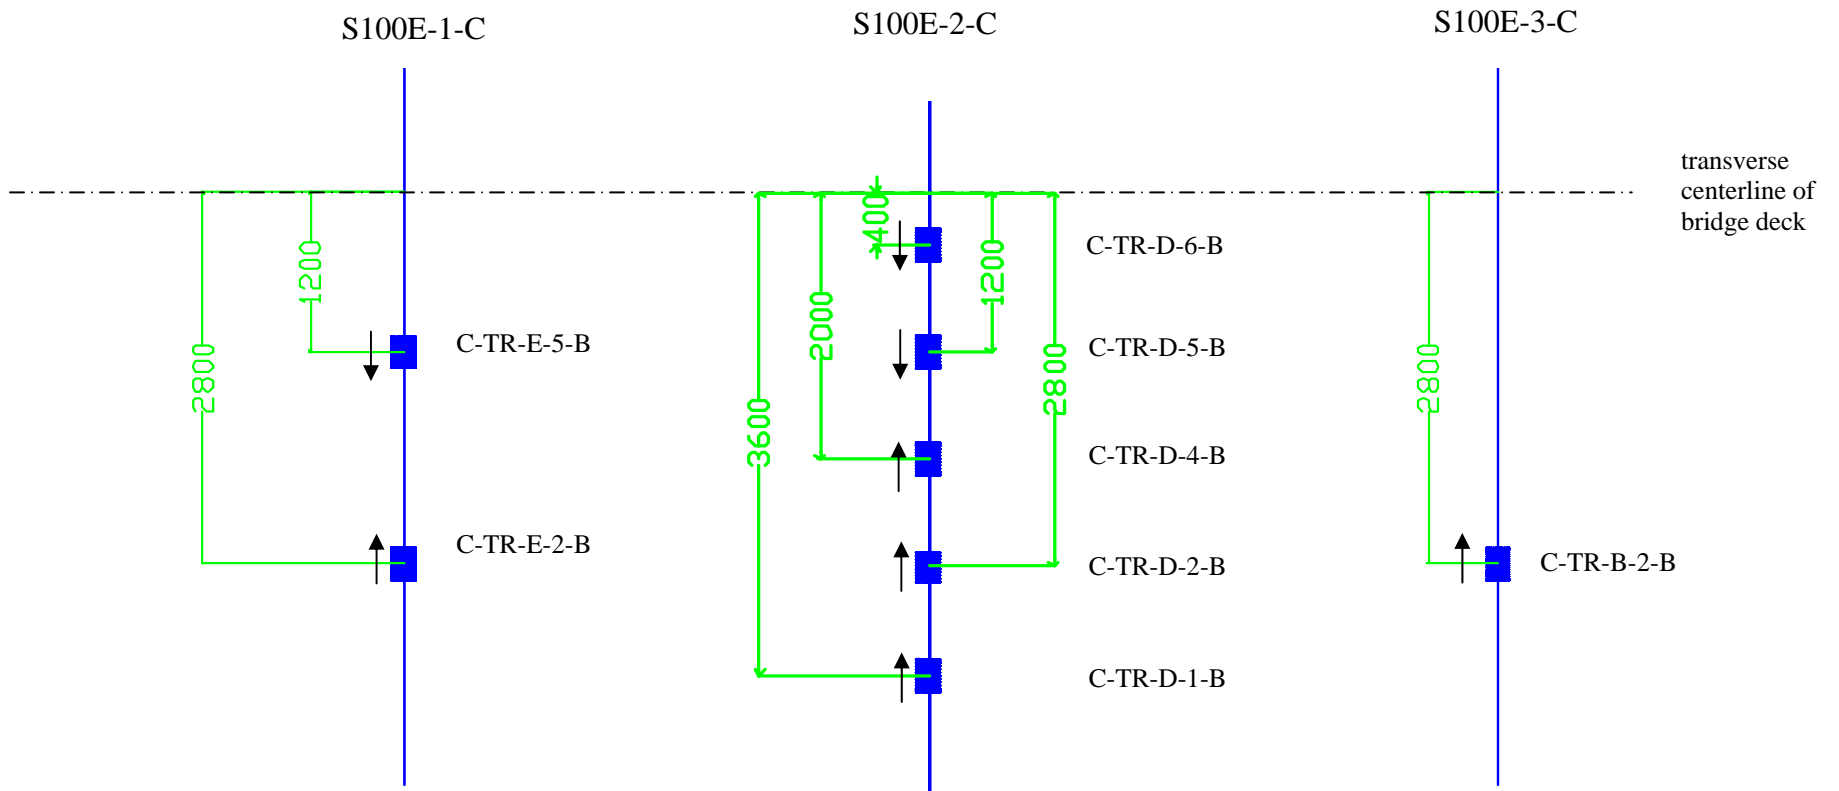 S100E-1-C
S100E-2-C
S100E-3-C
transverse
centerline of
bridge deck
400
C-TR-D-6-B
1200
1200
2000
C-TR-E-5-B
C-TR-D-5-B
2800
2800
2800
3600
C-TR-D-4-B
C-TR-E-2-B
C-TR-D-2-B
C-TR-B-2-B
C-TR-D-1-B